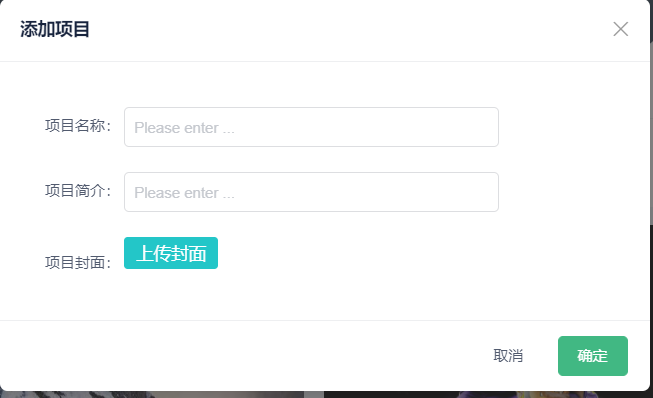 添加项目
项目名称： Please enter ...
项目简介： Please enter ...
项目封面： 上传封面
取消 确定